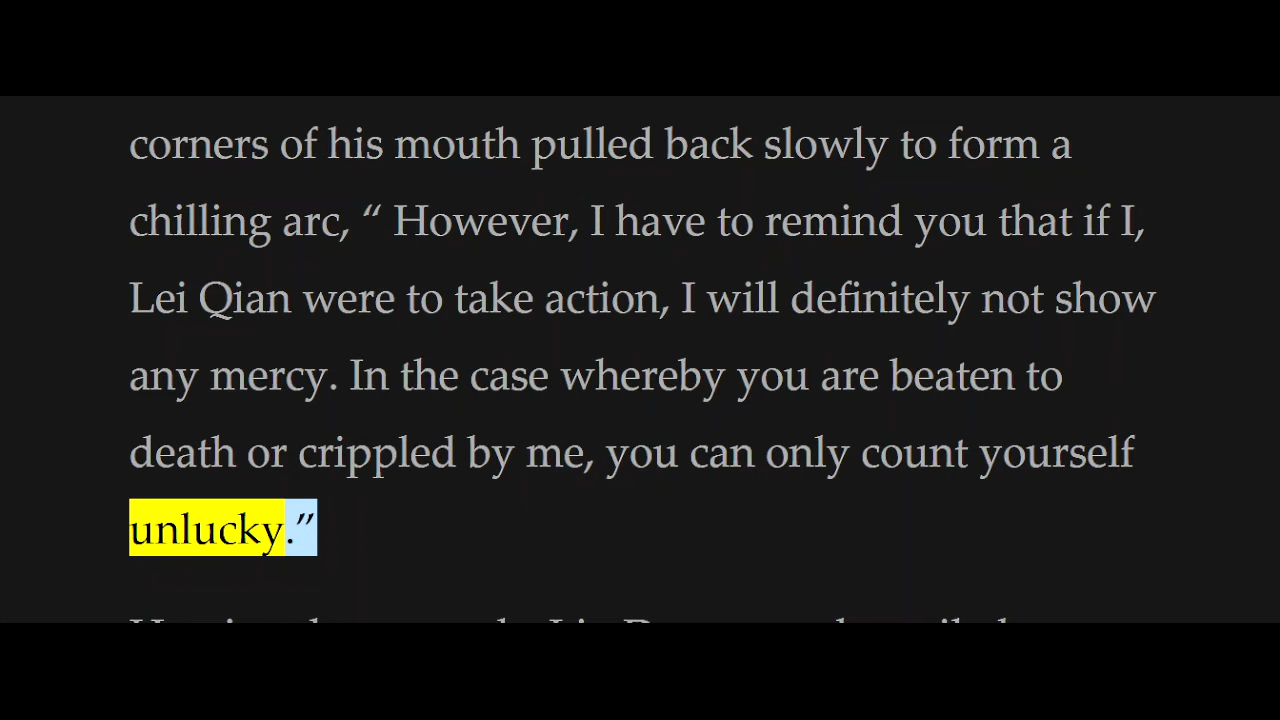 corners of his mouth pulled back slowly to form a
chilling arc, “ However, I have to remind you that if I,
Lei Qian were to take action, I will definitely not show
any mercy. In the case whereby you are beaten to
death or crippled by me, you can only count yourself
unlucky.”